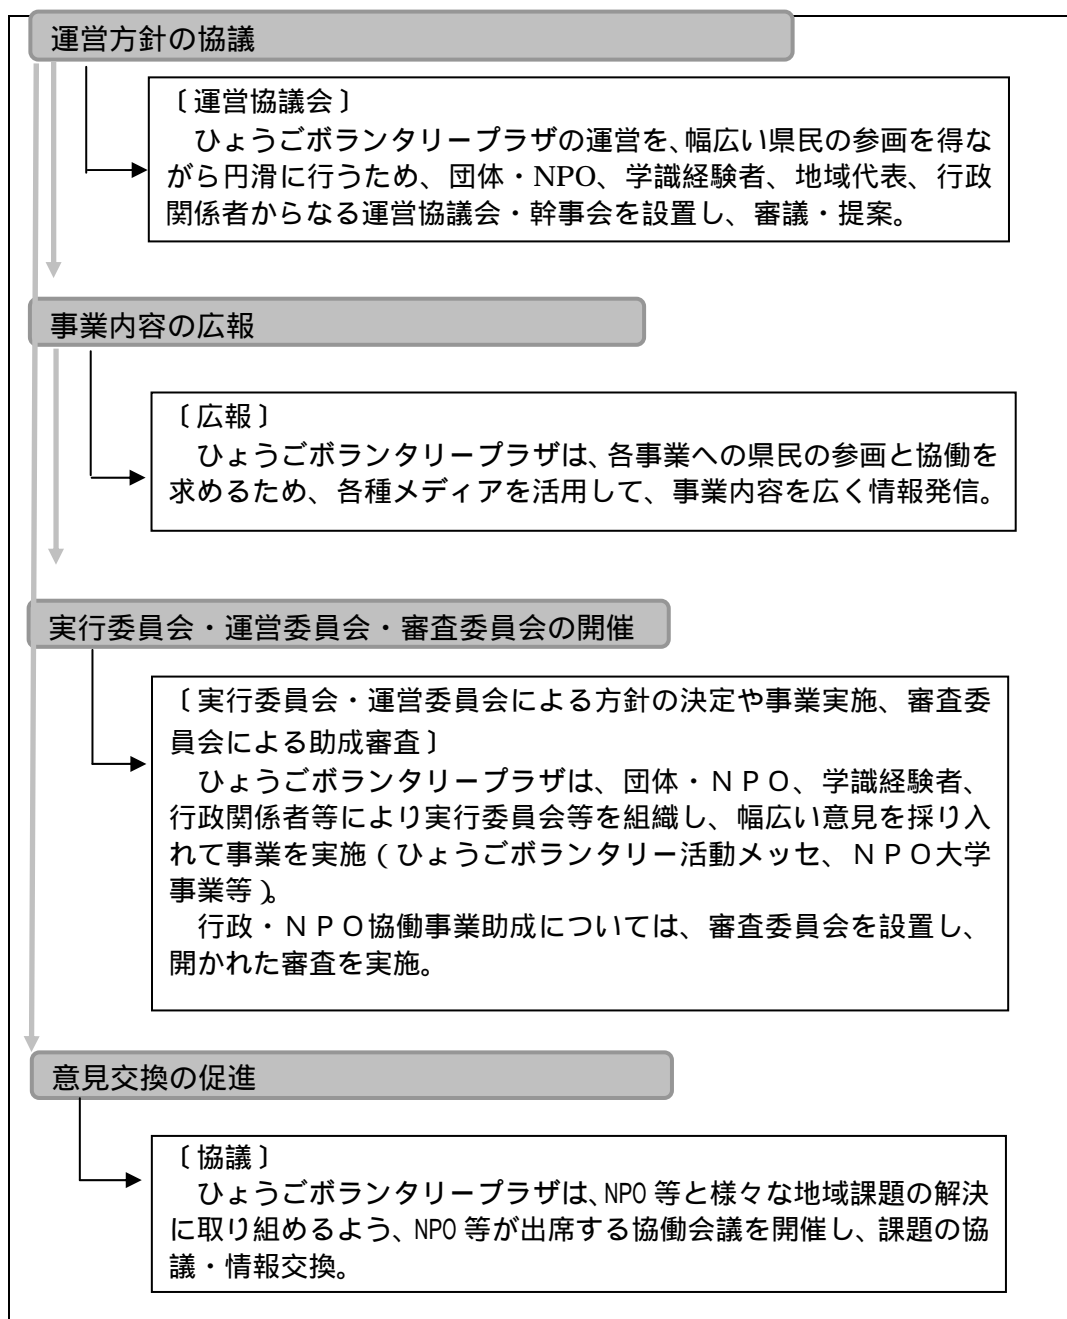 運営方針の協議
〔運営協議会〕
ひょうごボランタリープラザの運営を、幅広い県民の参画を得な
がら円滑に行うため、団体・NPO、学識経験者、地域代表、行政
関係者からなる運営協議会・幹事会を設置し、審議・提案。
事業内容の広報
〔広報〕
ひょうごボランタリープラザは、各事業への県民の参画と協働を
求めるため、各種メディアを活用して、事業内容を広く情報発信。
実行委員会・運営委員会・審査委員会の開催
〔実行委員会・運営委員会による方針の決定や事業実施、審査委
員会による助成審査〕
ひょうごボランタリープラザは、団体・ＮＰＯ、学識経験者、
行政関係者等により実行委員会等を組織し、幅広い意見を採り入
れて事業を実施(ひょうごボランタリー活動メッセ、ＮＰＯ大学
事業等)。
行政・ＮＰＯ協働事業助成については、審査委員会を設置し、
開かれた審査を実施。
意見交換の促進
〔協議〕
ひょうごボランタリープラザは、NPO 等と様々な地域課題の解決
に取り組めるよう、NPO 等が出席する協働会議を開催し、課題の協
議・情報交換。